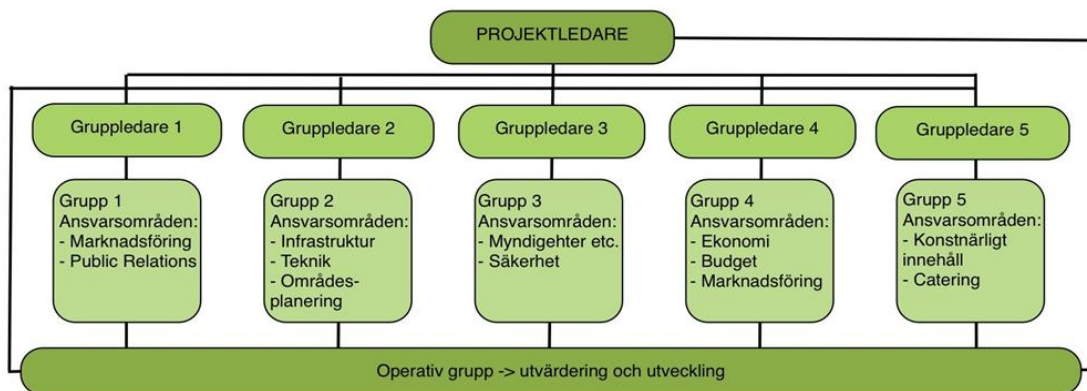 PROJEKTLEDARE
Gruppledare 1
Gruppledare 2
Gruppledare 3
Gruppledare 4
Gruppledare 5
Grupp 1
Ansvarsområden:
- Marknadsföring
- Public Relations
Grupp 2
Ansvarsområden:
- Infrastruktur
- Teknik
- Områdes-
planering
Grupp 3
Ansvarsområden:
- Myndigehter etc.
- Säkerhet
Grupp 4
Ansvarsområden:
- Ekonomi
- Budget
- Marknadsföring
Grupp 5
Ansvarsområden:
- Konstnärligt
innehåll
- Catering
Operativ grupp -> utvärdering och utveckling